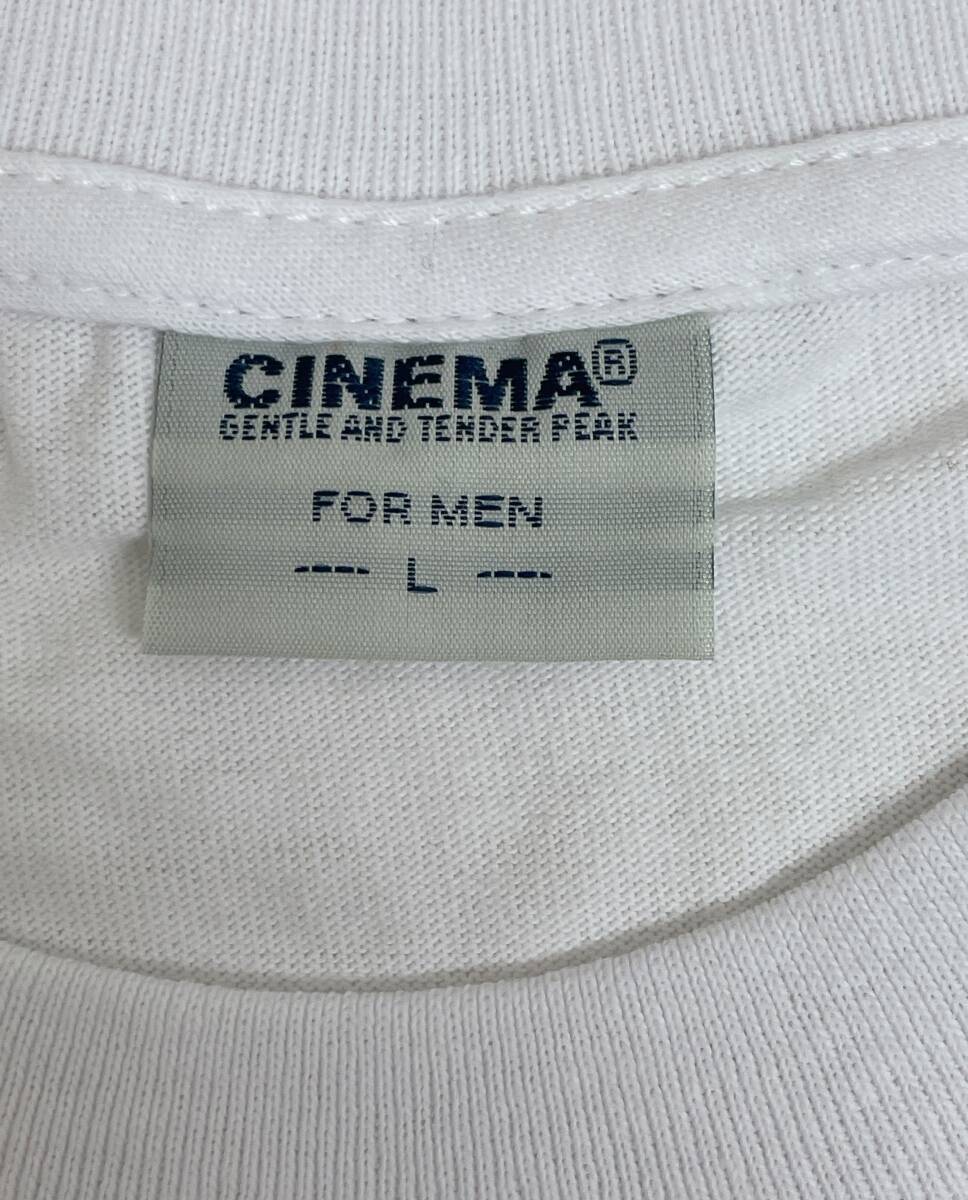 CINEMA®
GENTLE AND TENDER PEAK
FOR MEN
— L —